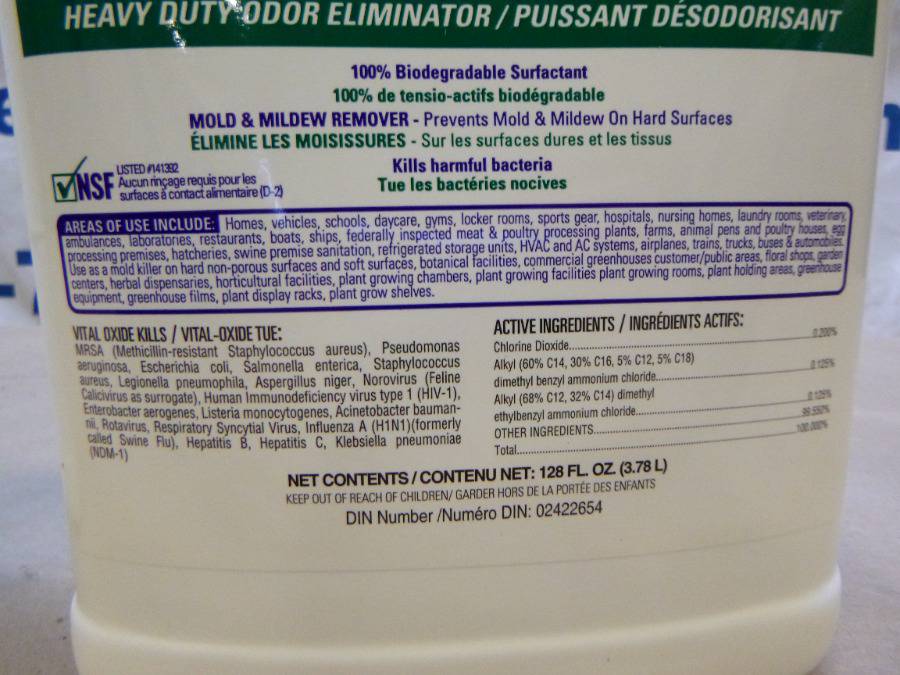 HEAVY DUTY ODOR ELIMINATOR / PUISSANT DÉSODORISANT
100% Biodegradable Surfactant
100% de tensio-actifs biodégradable
MOLD & MILDEW REMOVER - Prevents Mold & Mildew On Hard Surfaces
ÉLIMINE LES MOISISSURES - Sur les surfaces dures et les tissus
Kills harmful bacteria
Tue les bactéries nocives
NSF
LISTED #141392
Aucun rinçage requis pour les
surfaces à contact alimentaire (D-2)
AREAS OF USE INCLUDE: Homes, vehicles, schools, daycare, gyms, locker rooms, sports gear, hospitals, nursing homes, laundry rooms, veterinary,
ambulances, laboratories, restaurants, boats, ships, federally inspected meat & poultry processing plants, farms, animal pens and poultry houses, egg
processing premises, hatcheries, swine premise sanitation, refrigerated storage units, HVAC and AC systems, airplanes, trains, trucks, buses & automobiles.
Use as a mold killer on hard non-porous surfaces and soft surfaces, botanical facilities, commercial greenhouses customer/public areas, floral shops, garden
centers, herbal dispensaries, horticultural facilities, plant growing chambers, plant growing facilities plant growing rooms, plant holding areas, greenhouse
equipment, greenhouse films, plant display racks, plant grow shelves.
VITAL OXIDE KILLS / VITAL-OXIDE TUE:
MRSA (Methicillin-resistant Staphylococcus aureus), Pseudomonas
aeruginosa, Escherichia coli, Salmonella enterica, Staphylococcus
aureus, Legionella pneumophila, Aspergillus niger, Norovirus (Feline
Calicivirus as surrogate), Human Immunodeficiency virus type 1 (HIV-1),
Enterobacter aerogenes, Listeria monocytogenes, Acinetobacter bauman-
nii, Rotavirus, Respiratory Syncytial Virus, Influenza A (H1N1)(formerly
called Swine Flu), Hepatitis B, Hepatitis C, Klebsiella pneumoniae
(NDM-1)
ACTIVE INGREDIENTS / INGRÉDIENTS ACTIFS:
Chlorine Dioxide.......... 0.200%
Alkyl (60% C14, 30% C16, 5% C12, 5% C18)
dimethyl benzyl ammonium chloride.......... 0.125%
Alkyl (68% C12, 32% C14) dimethyl
ethylbenzyl ammonium chloride.......... 0.125%
OTHER INGREDIENTS.......... 99.550%
Total.......... 100.000%
NET CONTENTS / CONTENU NET: 128 FL. OZ. (3.78 L)
KEEP OUT OF REACH OF CHILDREN/ GARDER HORS DE LA PORTÉE DES ENFANTS
DIN Number /Numéro DIN: 02422654